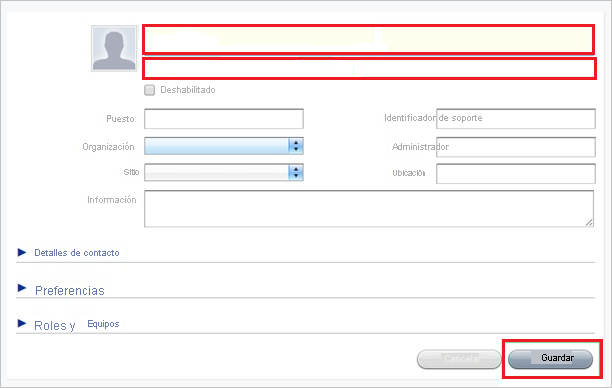 Deshabilitado
Puesto Identificador de soporte
Organización Administrador
Sitio Ubicación
Información
Detalles de contacto
Preferencias
Roles y Equipos
Cancelar Guardar